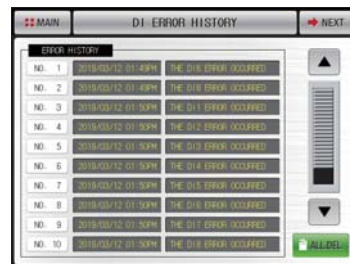 MAIN DI ERROR HISTORY NEXT
ERROR HISTORY
NO. 1 2019/03/12 01:49PM THE ERROR OCCURRED
NO. 2 2019/03/12 01:49PM THE ERROR OCCURRED
NO. 3 2019/03/12 01:50PM THE DI1 ERROR OCCURRED
NO. 4 2019/03/12 01:50PM THE DI2 ERROR OCCURRED
NO. 5 2019/03/12 01:50PM THE DI3 ERROR OCCURRED
NO. 6 2019/03/12 01:50PM THE DI4 ERROR OCCURRED
NO. 7 2019/03/12 01:50PM THE DI5 ERROR OCCURRED
NO. 8 2019/03/12 01:50PM THE DI6 ERROR OCCURRED
NO. 9 2019/03/12 01:50PM THE DI7 ERROR OCCURRED
NO. 10 2019/03/12 01:50PM THE DI8 ERROR OCCURRED
ALL.DEL